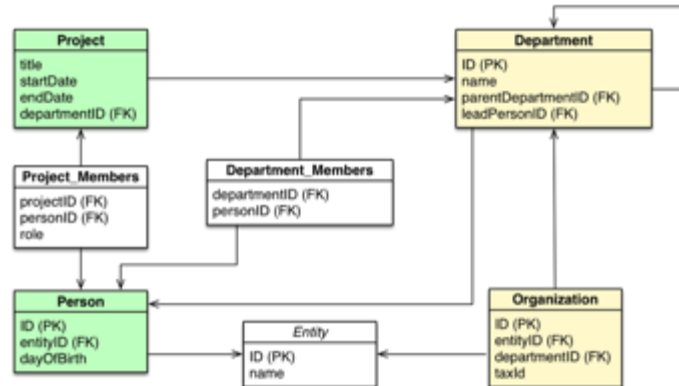 Project
title
startDate
endDate
departmentID (FK)
Department
ID (PK)
name
parentDepartmentID (FK)
leadPersonID (FK)
Project_Members
projectID (FK)
personID (FK)
role
Department_Members
departmentID (FK)
personID (FK)
Person
ID (PK)
entityID (FK)
dayOfBirth
Entity
ID (PK)
name
Organization
ID (PK)
entityID (FK)
departmentID (FK)
taxId